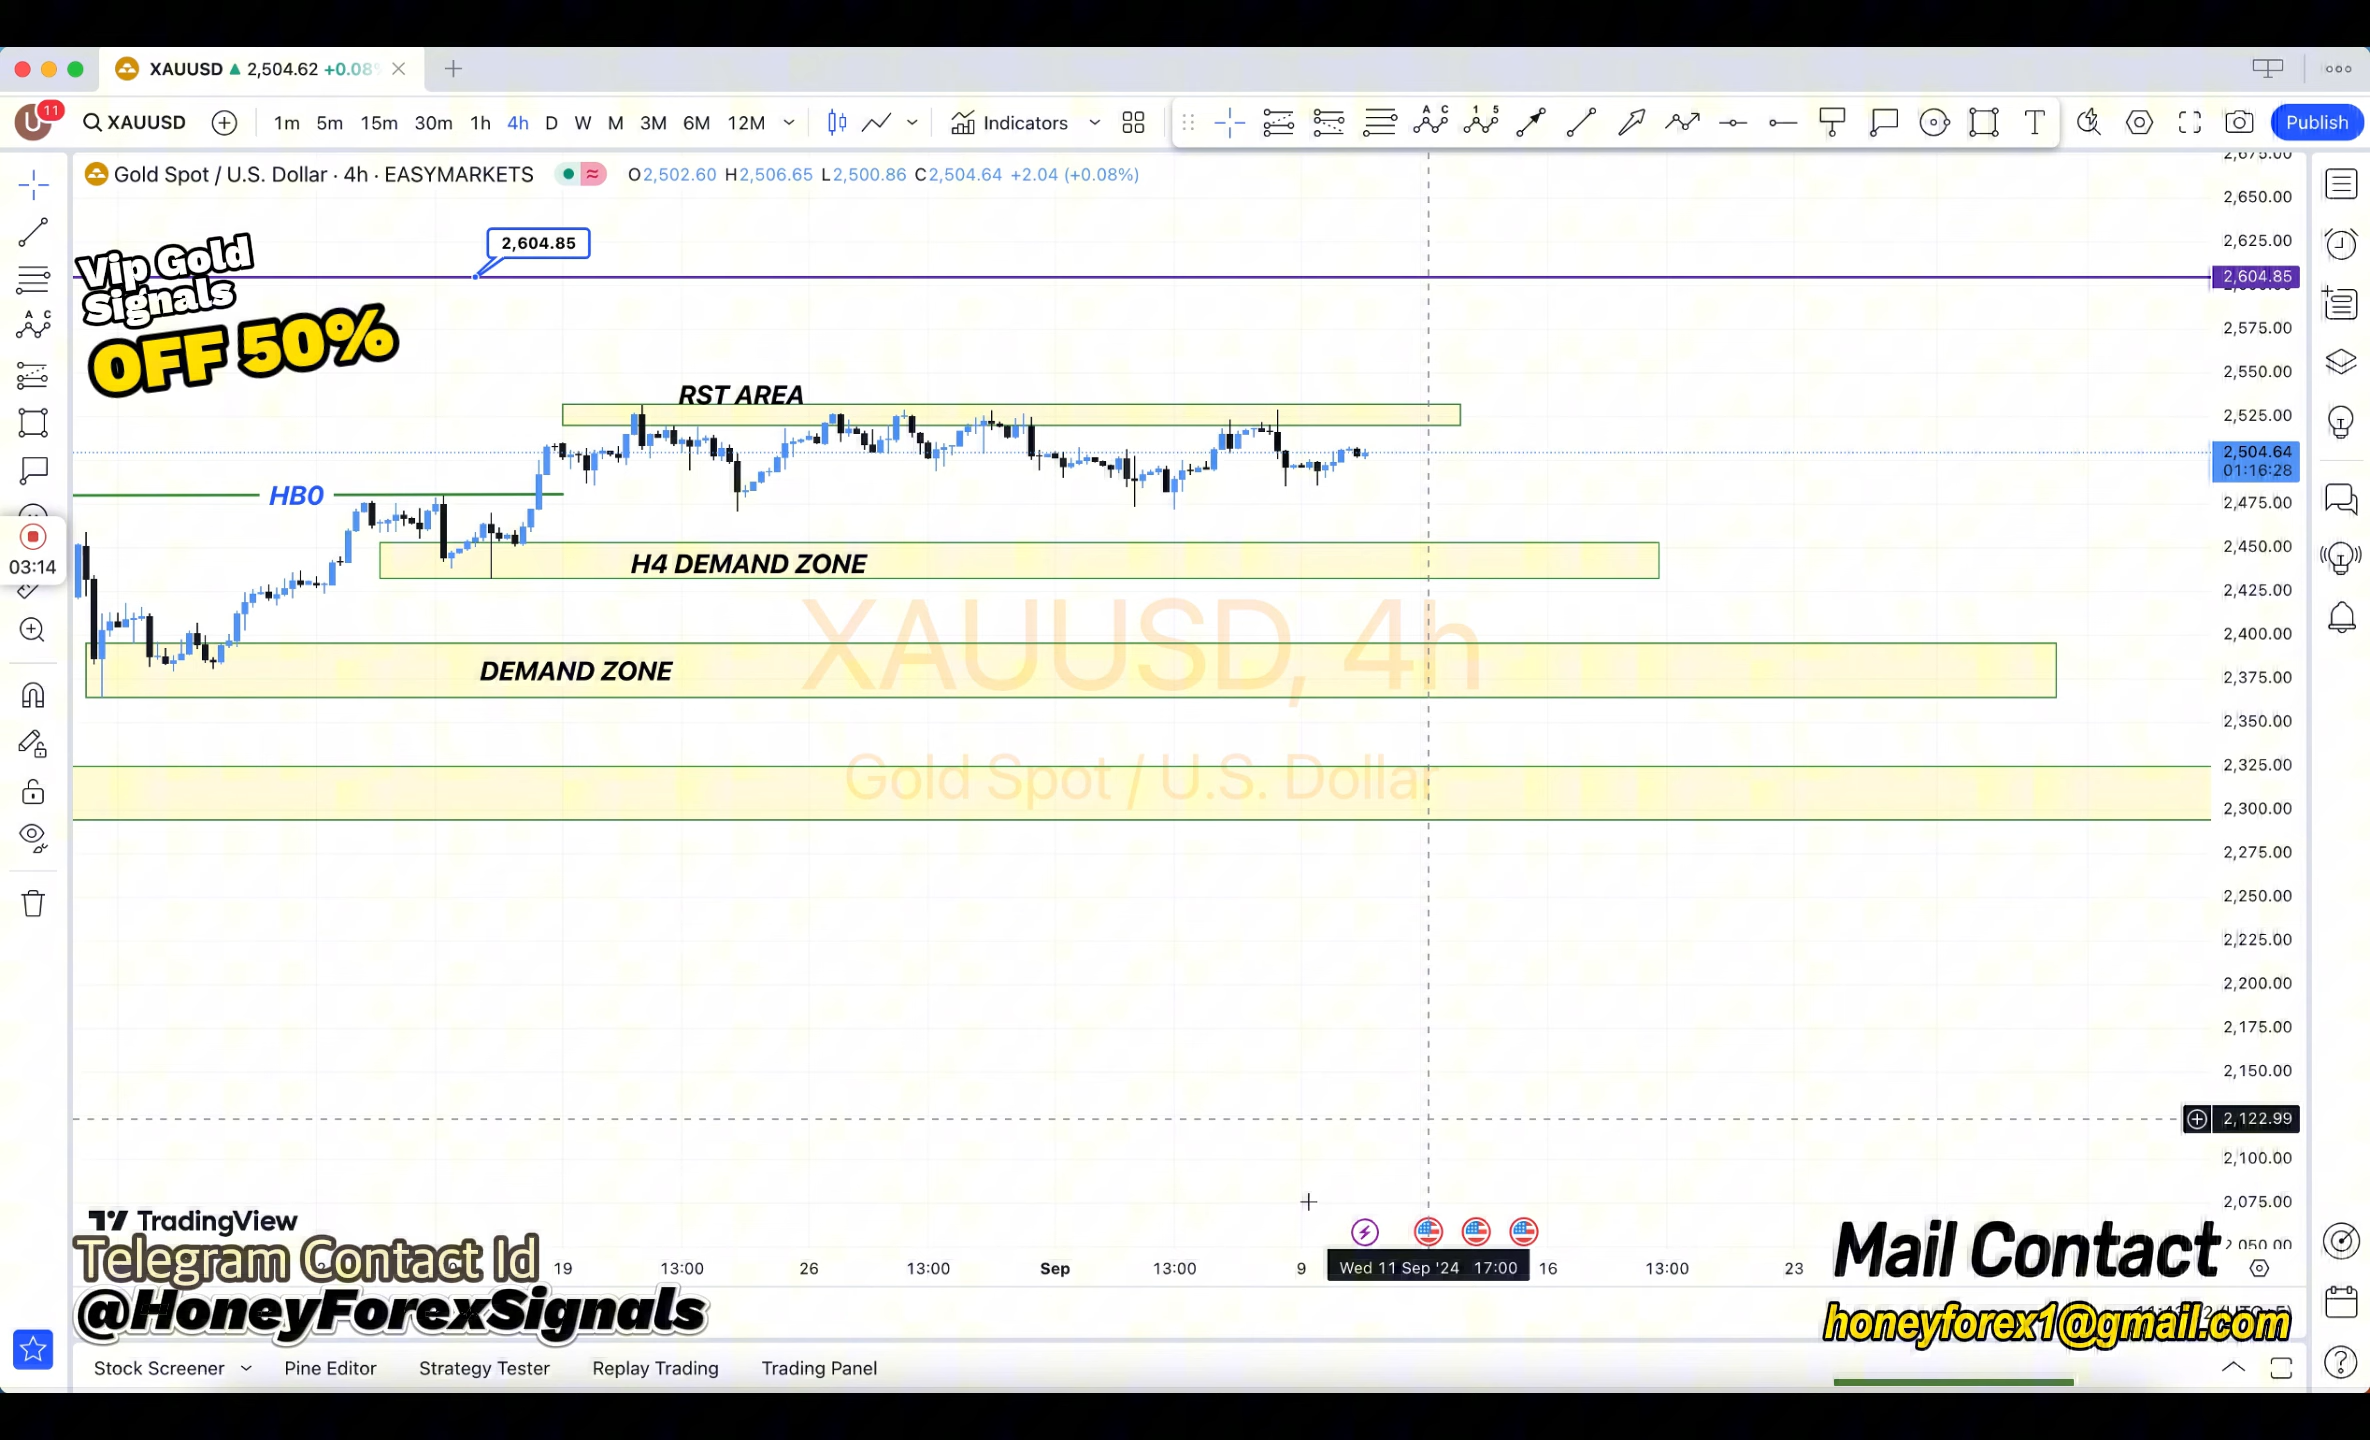 XAUUSD ▲ 2,504.62 +0.08%
U 11 XAUUSD 1m 5m 15m 30m 1h 4h D W M 3M 6M 12M Indicators Publish
Gold Spot / U.S. Dollar · 4h · EASYMARKETS O2,502.60 H2,506.65 L2,500.86 C2,504.64 +2.04 (+0.08%)
2,675.00
2,650.00
2,625.00
2,604.85
2,604.85
Vip Gold
Signals
OFF 50%
2,575.00
2,550.00
RST AREA
2,525.00
2,504.64
01:16:28
HB0
2,475.00
2,450.00
H4 DEMAND ZONE
03:14
2,425.00
XAUUSD, 4h
2,400.00
DEMAND ZONE
2,375.00
2,350.00
Gold Spot / U.S. Dollar
2,325.00
2,300.00
2,275.00
2,250.00
2,225.00
2,200.00
2,175.00
2,150.00
2,122.99
2,100.00
2,075.00
TradingView
2,050.00
Telegram Contact Id
19 13:00 26 13:00 Sep 13:00 9 Wed 11 Sep '24 17:00 16 13:00 23
Mail Contact
@HoneyForexSignals
honeyforex1@gmail.com
Stock Screener Pine Editor Strategy Tester Replay Trading Trading Panel